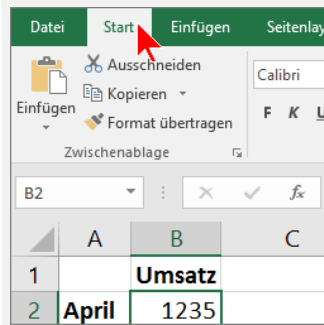 Datei Start Einfügen Seitenlay
Ausschneiden
Calibri
Kopieren
Einfügen
F K U
Format übertragen
Zwischenablage
B2 fx
A B C
1 Umsatz
2 April 1235